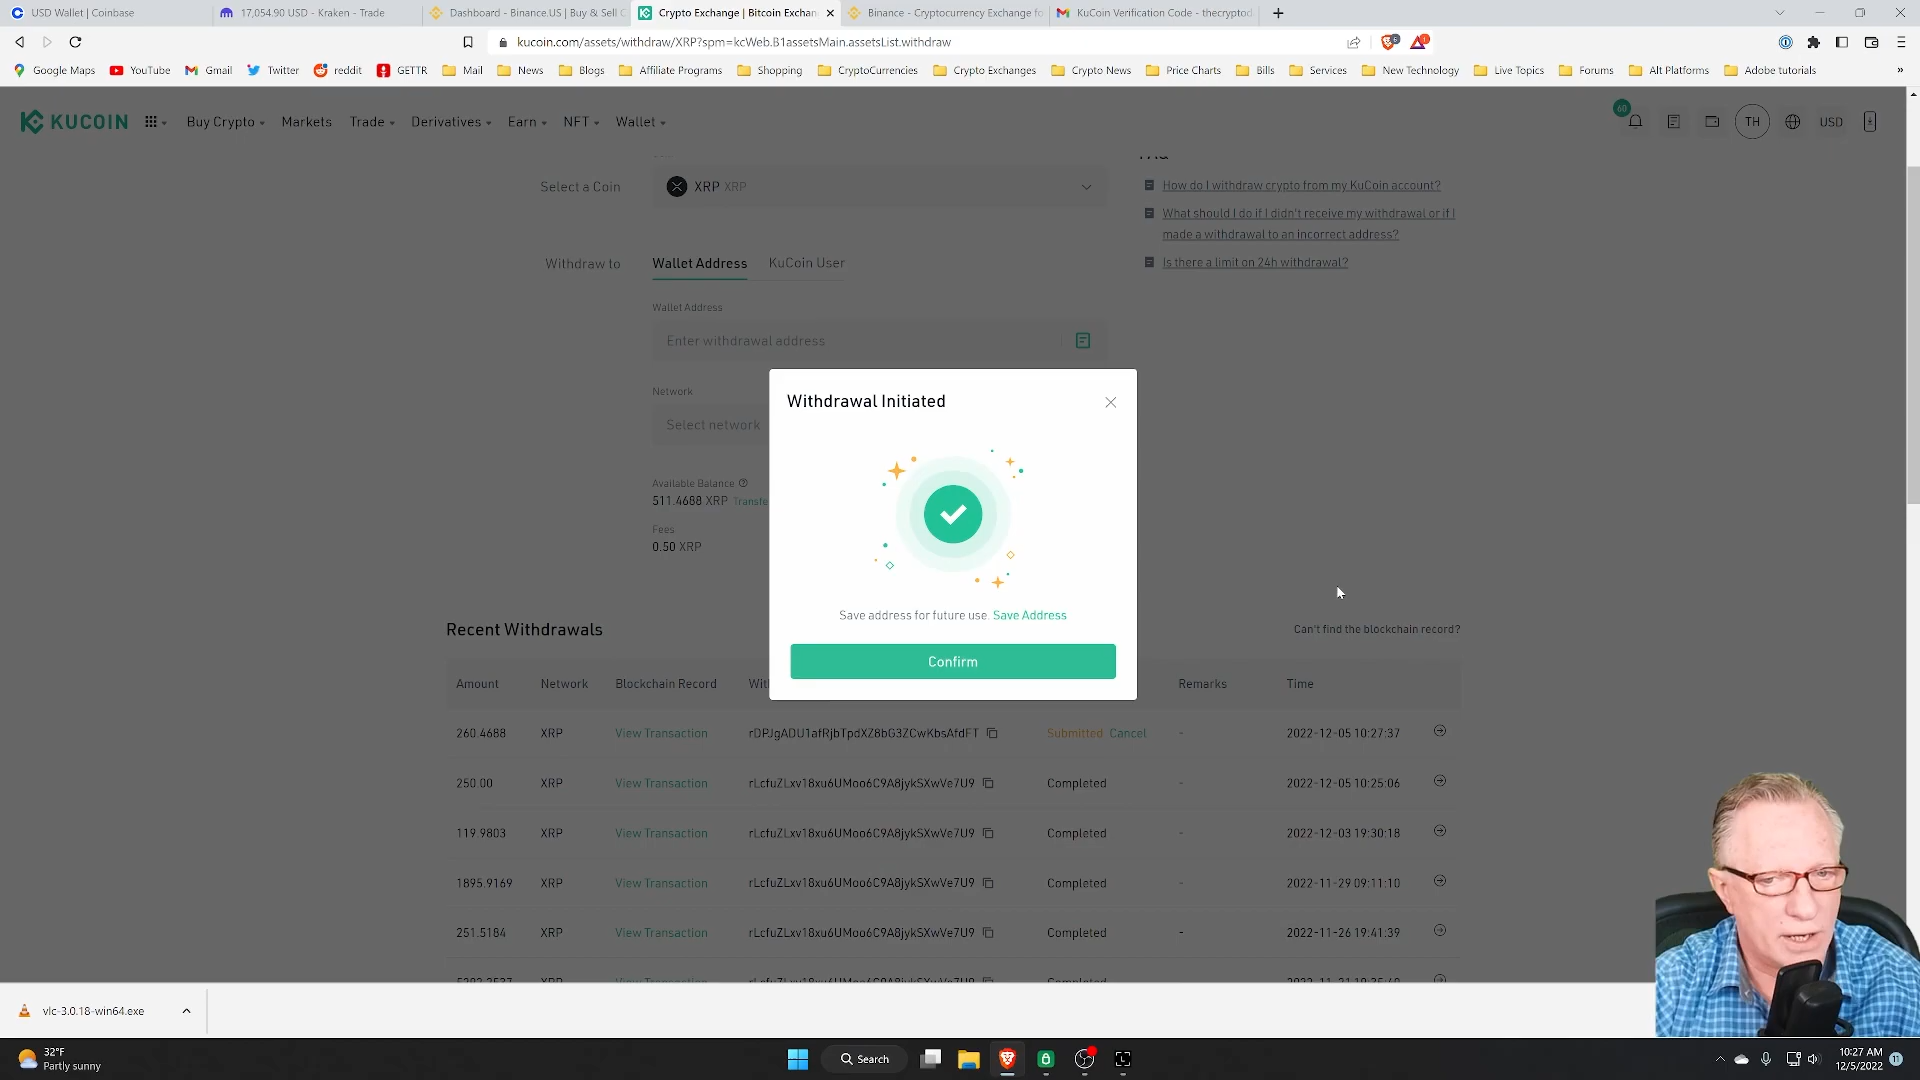 USD Wallet | Coinbase
17,054.90 USD - Kraken - Trade
Dashboard - Binance.US | Buy & Sell C
Crypto Exchange | Bitcoin Exchan
Binance - Cryptocurrency Exchange fo
KuCoin Verification Code - thecryptod
kucoin.com/assets/withdraw/XRP?spm=kcWeb.B1assetsMain.assetsList.withdraw
Google Maps YouTube Gmail Twitter reddit GETTR Mail News Blogs Affiliate Programs Shopping CryptoCurrencies Crypto Exchanges Crypto News Price Charts Bills Services New Technology Live Topics Forums Alt Platforms Adobe tutorials »
KUCOIN Buy Crypto Markets Trade Derivatives Earn NFT Wallet 60 TH USD
FAQ
Select a Coin XRP XRP
How do I withdraw crypto from my KuCoin account?
What should I do if I didn't receive my withdrawal or if I
made a withdrawal to an incorrect address?
Is there a limit on 24h withdrawal?
Withdraw to Wallet Address KuCoin User
Wallet Address
Enter withdrawal address
Network
Select network
Available Balance
511.4688 XRP Transfe
Fees
0.50 XRP
Withdrawal Initiated
Save address for future use. Save Address
Confirm
Recent Withdrawals Can't find the blockchain record?
Amount Network Blockchain Record Wit Remarks Time
260.4688 XRP View Transaction rDPJgADU1afRjbTpdXZ8bG3ZCwKbsAfdFT Submitted Cancel - 2022-12-05 10:27:37
250.00 XRP View Transaction rLcfuZLxv18xu6UMoo6C9A8jykSXwVe7U9 Completed - 2022-12-05 10:25:06
119.9803 XRP View Transaction rLcfuZLxv18xu6UMoo6C9A8jykSXwVe7U9 Completed - 2022-12-03 19:30:18
1895.9169 XRP View Transaction rLcfuZLxv18xu6UMoo6C9A8jykSXwVe7U9 Completed - 2022-11-29 09:11:10
251.5184 XRP View Transaction rLcfuZLxv18xu6UMoo6C9A8jykSXwVe7U9 Completed - 2022-11-26 19:41:39
vlc-3.0.18-win64.exe
32°F
Partly sunny
Search
10:27 AM
12/5/2022
11